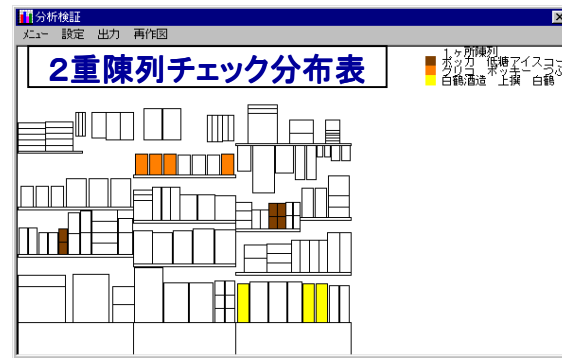 分析検証
メニュー 設定 出力 再作図
2重陳列チェック分布表
1ヶ所陳列
ポッカ 低糖アイスコー
グリコ ポッキー つぶ
白鶴酒造 上撰 白鶴